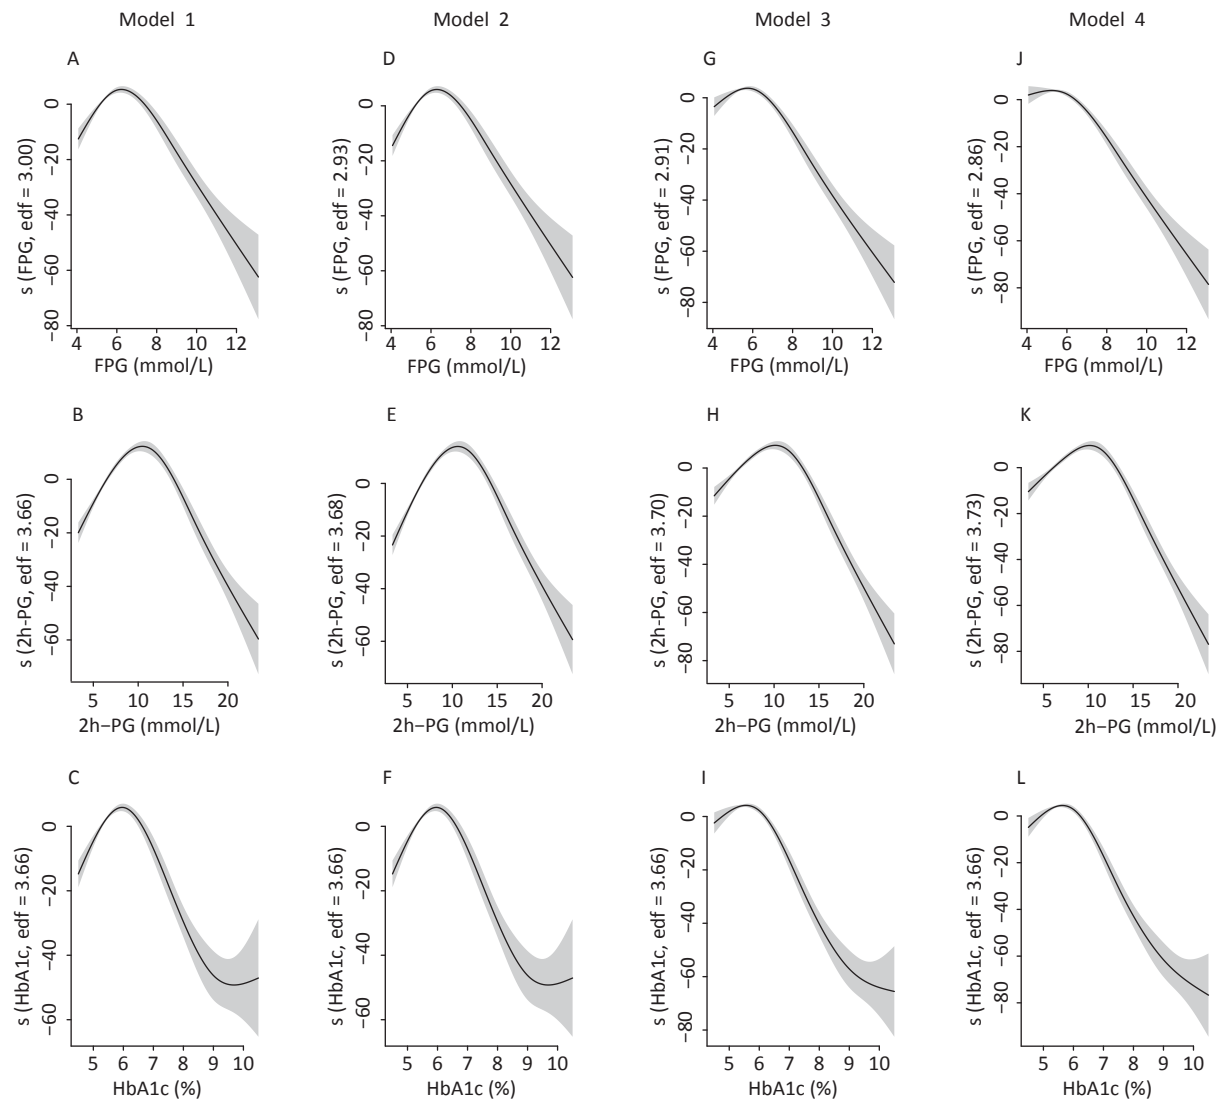 Model 1 Model 2 Model 3 Model 4
A D G J
s (FPG, edf = 3.00)
0
−20
−40
−60
−80
4 6 8 10 12
FPG (mmol/L)
s (FPG, edf = 2.93)
0
−20
−40
−60
−80
4 6 8 10 12
FPG (mmol/L)
s (FPG, edf = 2.91)
0
−20
−40
−60
−80
4 6 8 10 12
FPG (mmol/L)
s (FPG, edf = 2.86)
0
−20
−40
−60
−80
4 6 8 10 12
FPG (mmol/L)
B E H K
s (2h-PG, edf = 3.66)
0
−20
−40
−60
5 10 15 20
2h−PG (mmol/L)
s (2h-PG, edf = 3.68)
0
−20
−40
−60
5 10 15 20
2h−PG (mmol/L)
s (2h-PG, edf = 3.70)
0
−20
−40
−60
−80
5 10 15 20
2h−PG (mmol/L)
s (2h-PG, edf = 3.73)
0
−20
−40
−60
−80
5 10 15 20
2h−PG (mmol/L)
C F I L
s (HbA1c, edf = 3.66)
0
−20
−40
−60
5 6 7 8 9 10
HbA1c (%)
s (HbA1c, edf = 3.66)
0
−20
−40
−60
5 6 7 8 9 10
HbA1c (%)
s (HbA1c, edf = 3.66)
0
−20
−40
−60
−80
5 6 7 8 9 10
HbA1c (%)
s (HbA1c, edf = 3.66)
0
−20
−40
−60
−80
5 6 7 8 9 10
HbA1c (%)